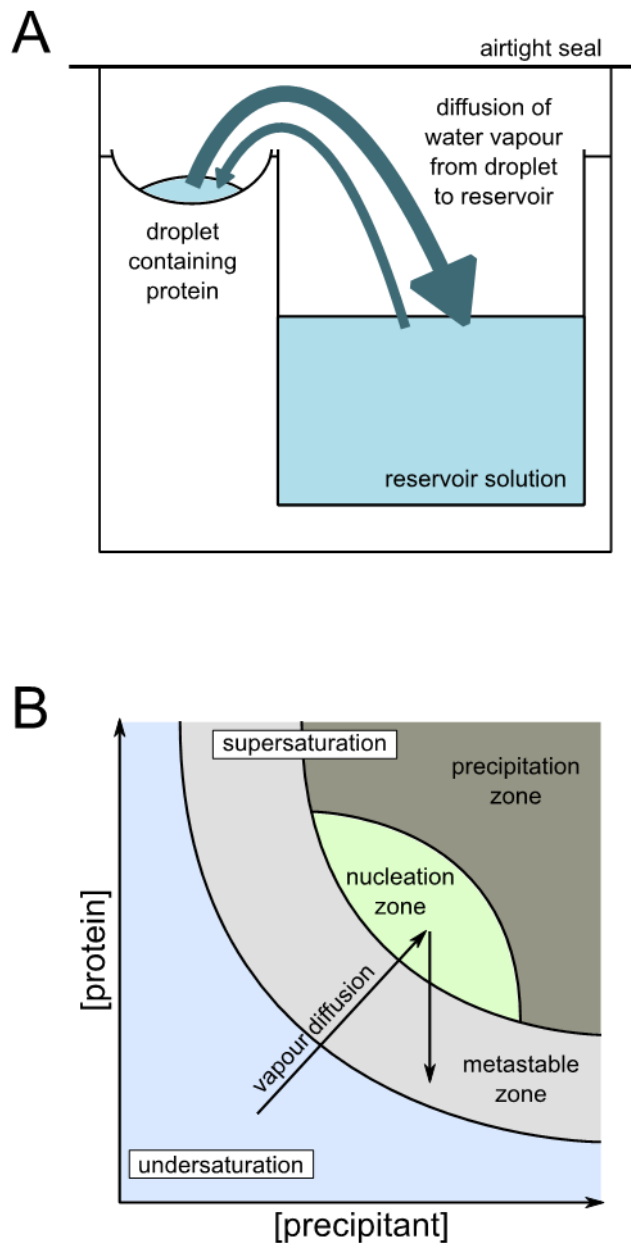 A
airtight seal
diffusion of
water vapour
from droplet
to reservoir
droplet
containing
protein
reservoir solution
B
supersaturation
precipitation
zone
nucleation
zone
[protein]
vapour diffusion
metastable
zone
undersaturation
[precipitant]